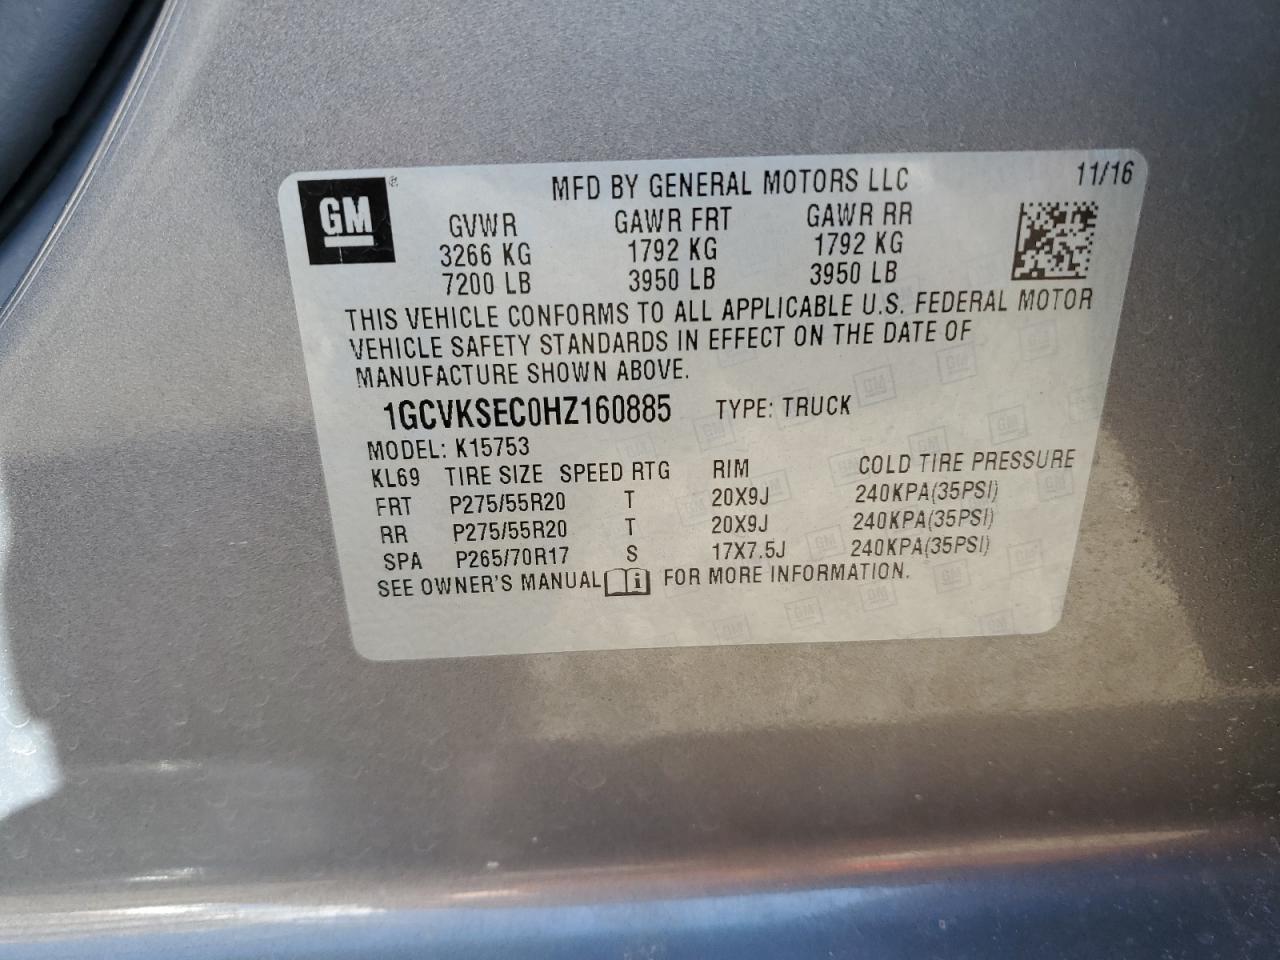 GM
MFD BY GENERAL MOTORS LLC 11/16
GVWR GAWR FRT GAWR RR
3266 KG 1792 KG 1792 KG
7200 LB 3950 LB 3950 LB
THIS VEHICLE CONFORMS TO ALL APPLICABLE U.S. FEDERAL MOTOR
VEHICLE SAFETY STANDARDS IN EFFECT ON THE DATE OF
MANUFACTURE SHOWN ABOVE.
1GCVKSEC0HZ160885 TYPE: TRUCK
MODEL: K15753
KL69 TIRE SIZE SPEED RTG RIM COLD TIRE PRESSURE
FRT P275/55R20 T 20X9J 240KPA(35PSI)
RR P275/55R20 T 20X9J 240KPA(35PSI)
SPA P265/70R17 S 17X7.5J 240KPA(35PSI)
SEE OWNER'S MANUAL i FOR MORE INFORMATION.